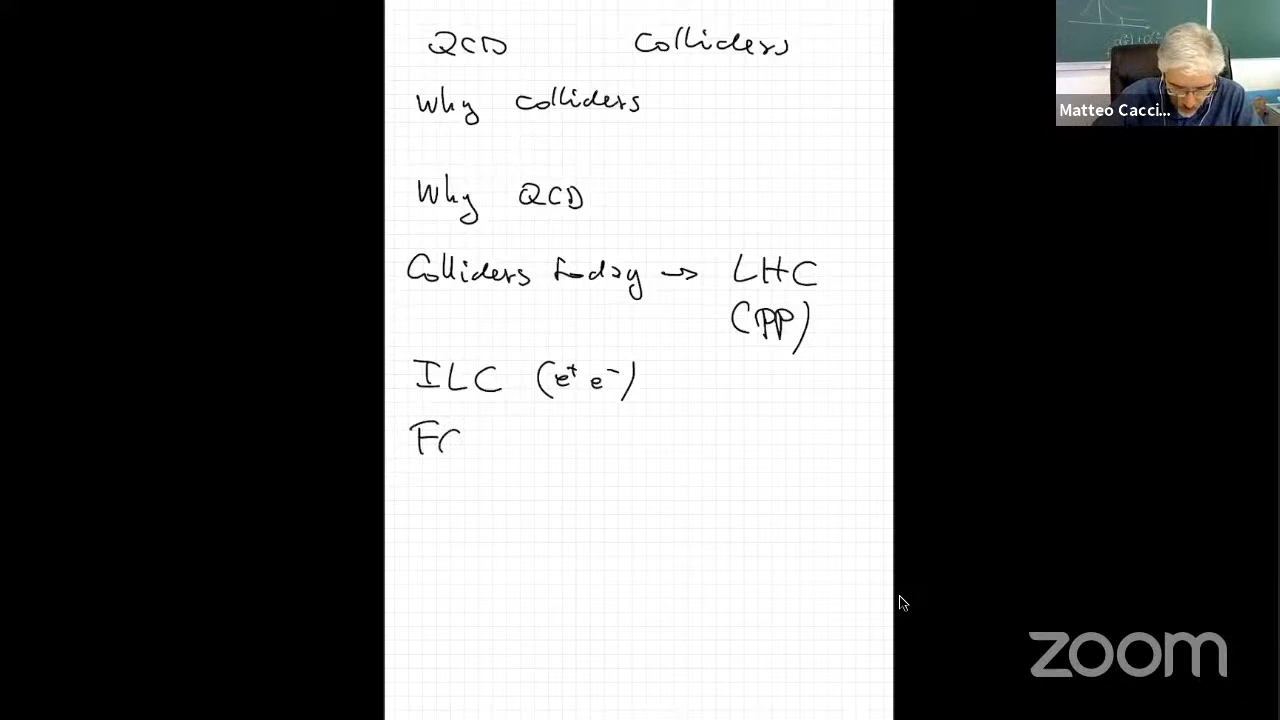 QCD Colliders
Why colliders
Why QCD
Colliders today → LHC
(PP)
ILC (e⁺ e⁻)
FC
Matteo Cacci...
zoom